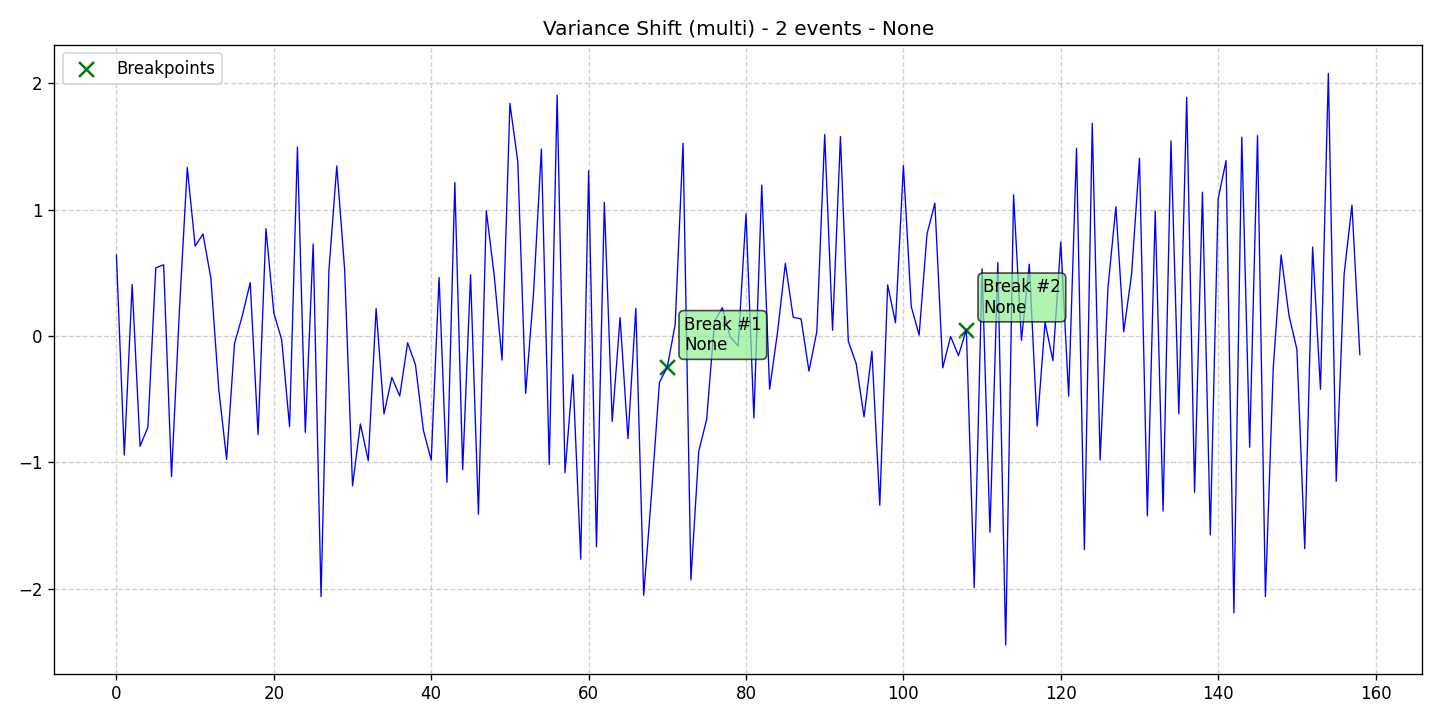 Variance Shift (multi) - 2 events - None
Breakpoints
2
1
0
−1
−2
Break #1
None
Break #2
None
0
20
40
60
80
100
120
140
160